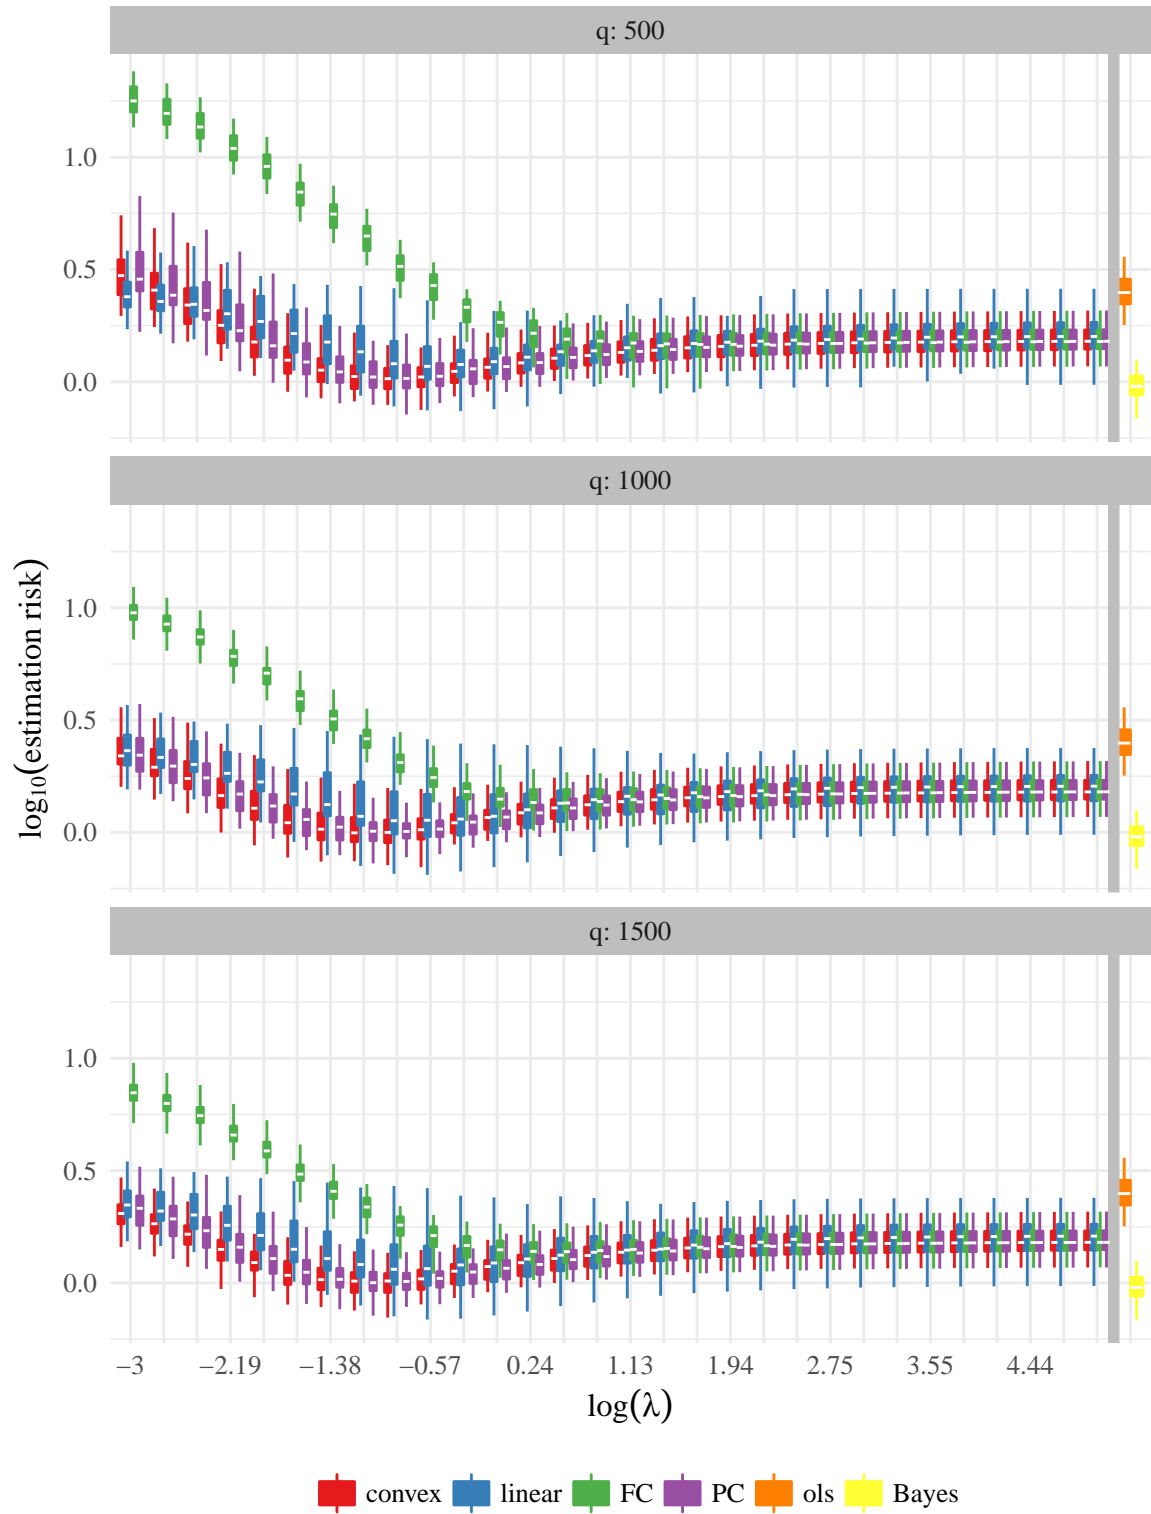 q: 500
1.0
0.5
0.0
q: 1000
1.0
0.5
0.0
q: 1500
1.0
0.5
0.0
log₁₀(estimation risk)
−3 −2.19 −1.38 −0.57 0.24 1.13 1.94 2.75 3.55 4.44
log(λ)
convex linear FC PC ols Bayes